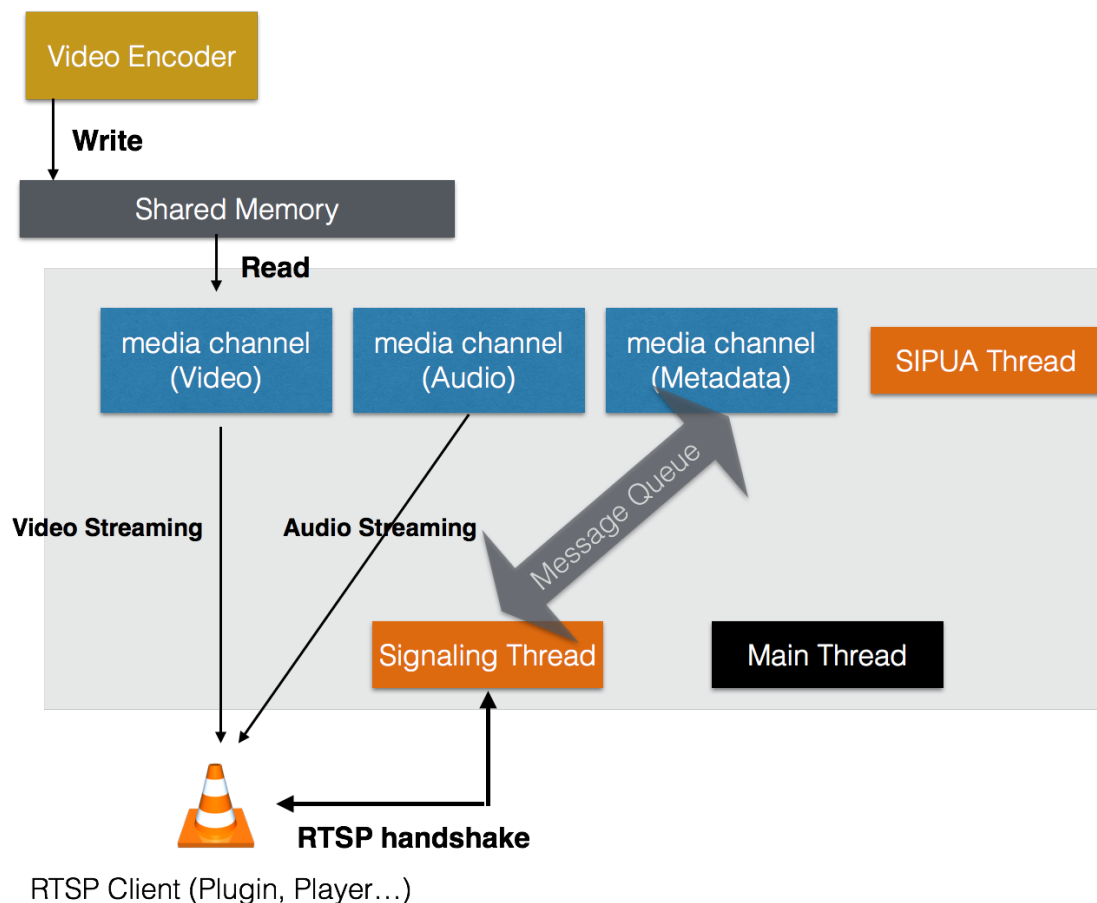 Video Encoder
Write
Shared Memory
Read
media channel
(Video)
media channel
(Audio)
media channel
(Metadata)
SIPUA Thread
Message Queue
Video Streaming
Audio Streaming
Signaling Thread
Main Thread
RTSP handshake
RTSP Client (Plugin, Player…)